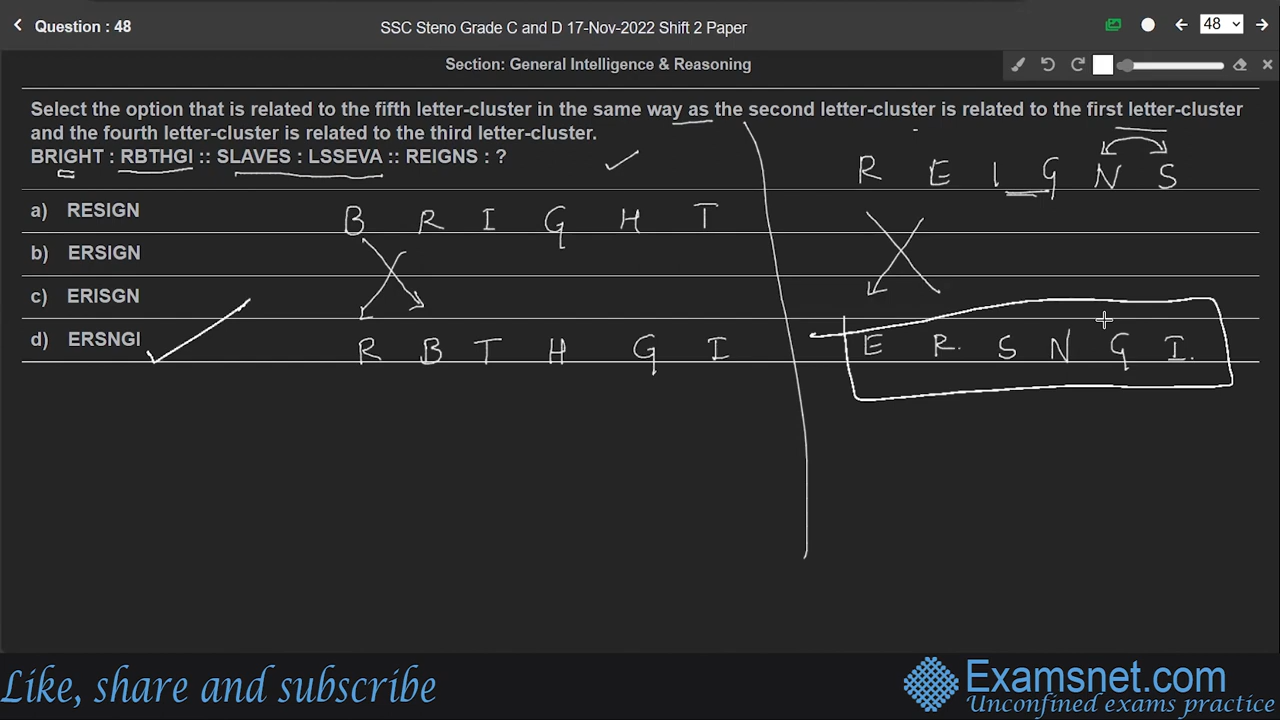 Question : 48
SSC Steno Grade C and D 17-Nov-2022 Shift 2 Paper
48
Section: General Intelligence & Reasoning
Select the option that is related to the fifth letter-cluster in the same way as the second letter-cluster is related to the first letter-cluster
and the fourth letter-cluster is related to the third letter-cluster.
BRIGHT : RBTHGI :: SLAVES : LSSEVA :: REIGNS : ?
R E I G N S
a) RESIGN
B R I G H T
b) ERSIGN
c) ERISGN
d) ERSNGI
R B T H G I
E R. S N G I.
Like, share and subscribe
Examsnet.com
Unconfined exams practice